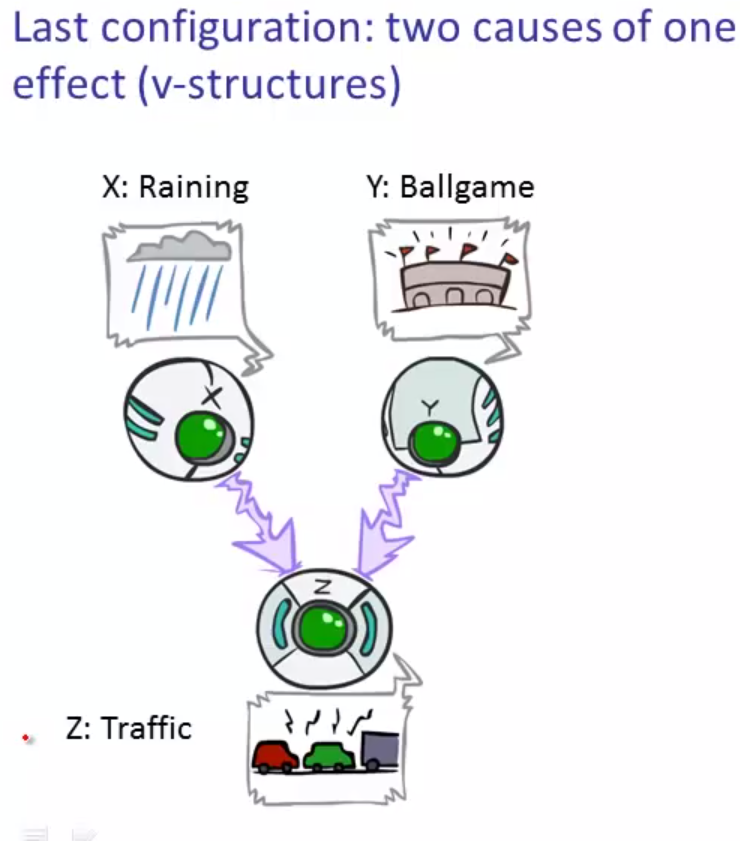 Last configuration: two causes of one
effect (v-structures)
X: Raining
Y: Ballgame
X
Y
Z
Z: Traffic